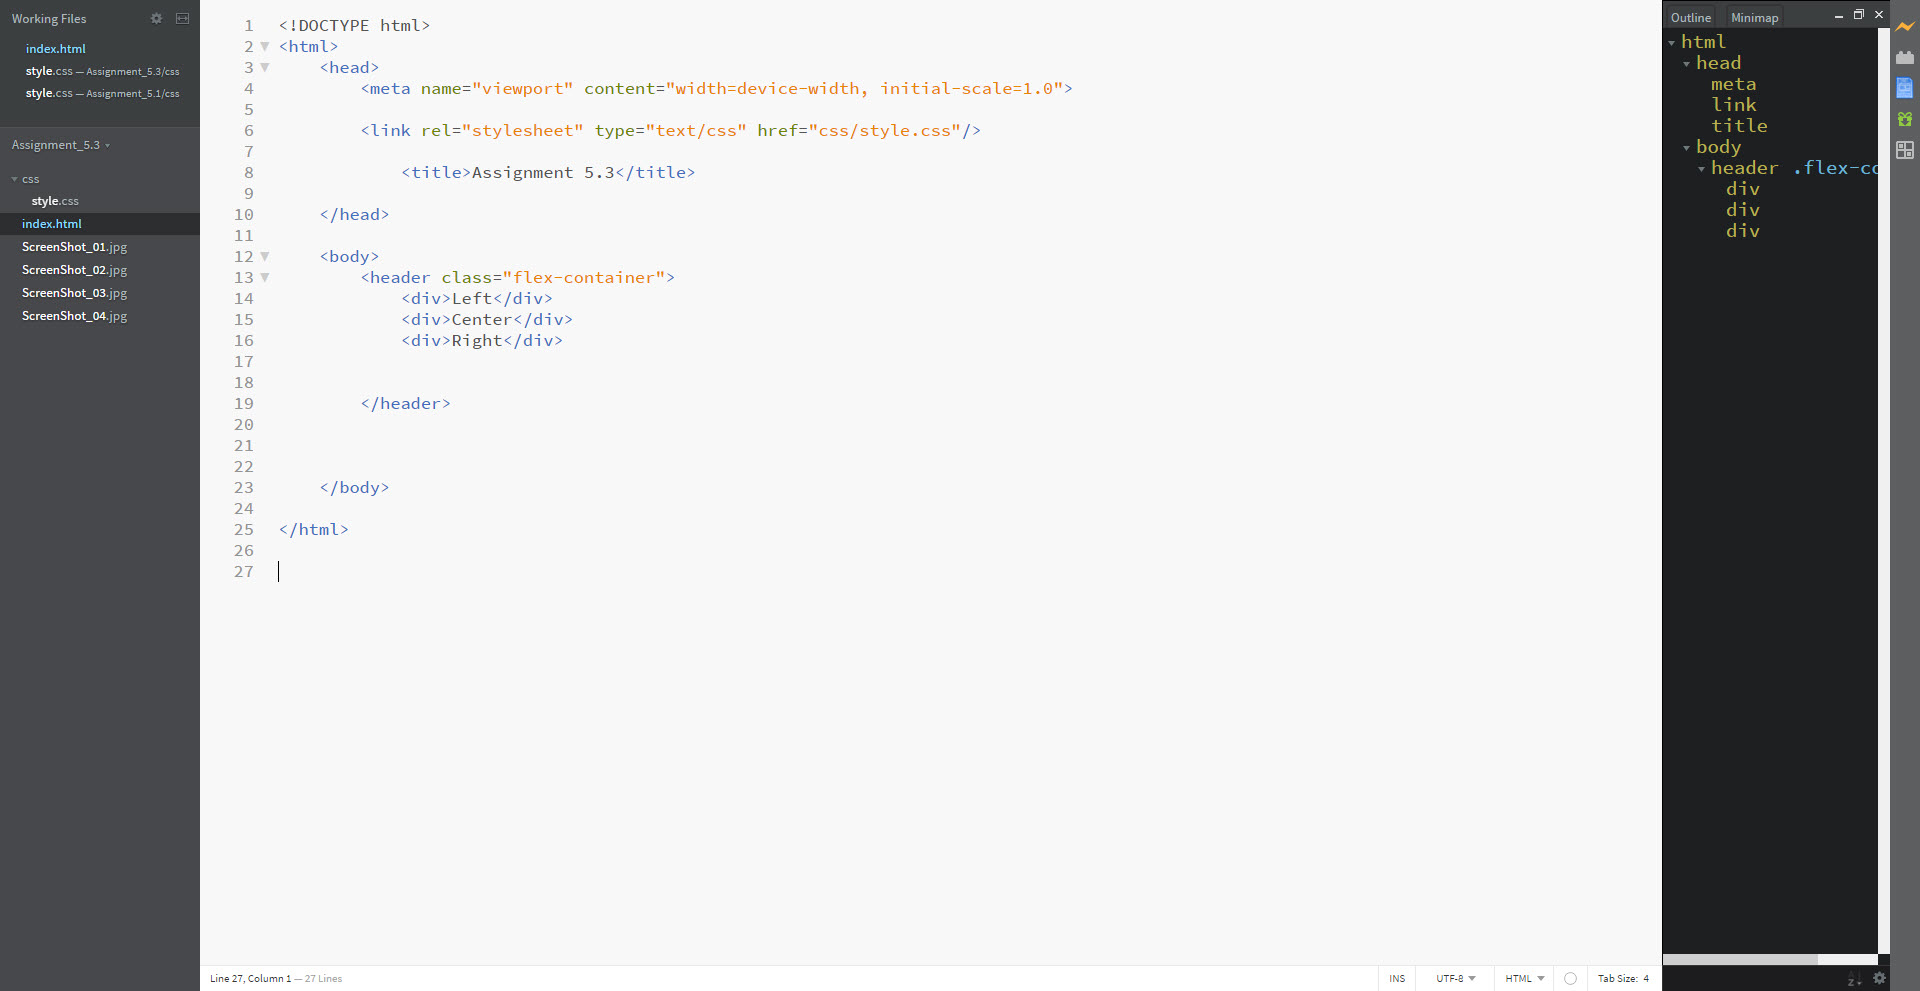 Working Files
index.html
style.css — Assignment_5.3/css
style.css — Assignment_5.1/css
Assignment_5.3
css
style.css
index.html
ScreenShot_01.jpg
ScreenShot_02.jpg
ScreenShot_03.jpg
ScreenShot_04.jpg
1 <!DOCTYPE html>
2 <html>
3 <head>
4 <meta name="viewport" content="width=device-width, initial-scale=1.0">
5
6 <link rel="stylesheet" type="text/css" href="css/style.css"/>
7
8 <title>Assignment 5.3</title>
9
10 </head>
11
12 <body>
13 <header class="flex-container">
14 <div>Left</div>
15 <div>Center</div>
16 <div>Right</div>
17
18
19 </header>
20
21
22
23 </body>
24
25 </html>
26
27
Line 27, Column 1 — 27 Lines
INS UTF-8 HTML Tab Size: 4
Outline Minimap
html
head
meta
link
title
body
header .flex-co
div
div
div